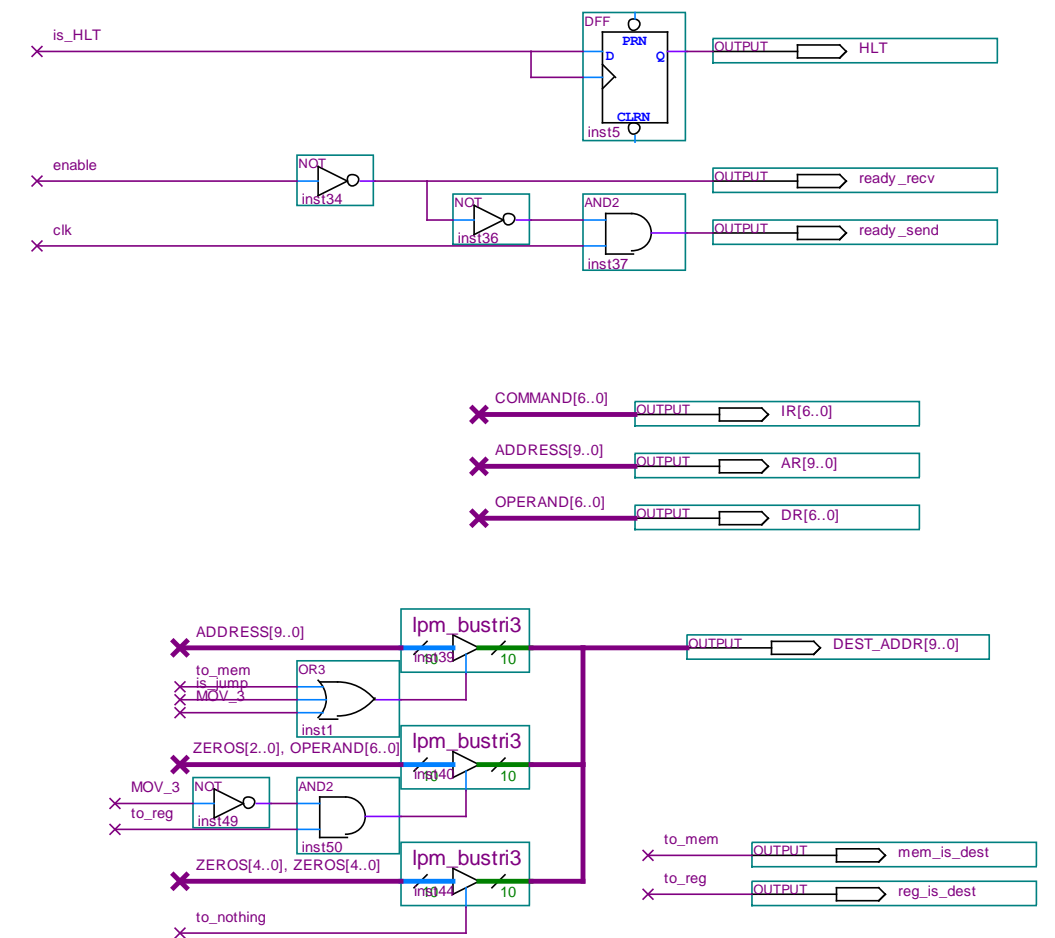 DFF
is_HLT
PRN
OUTPUT
HLT
D
Q
CLRN
inst5
enable
NOT
OUTPUT
ready_recv
inst34
NOT
AND2
clk
OUTPUT
ready_send
inst36
inst37
COMMAND[6..0]
OUTPUT
IR[6..0]
ADDRESS[9..0]
OUTPUT
AR[9..0]
OPERAND[6..0]
OUTPUT
DR[6..0]
lpm_bustri3
ADDRESS[9..0]
OUTPUT
DEST_ADDR[9..0]
inst39
10
10
to_mem
OR3
is_jump
MOV_3
inst1
lpm_bustri3
ZEROS[2..0], OPERAND[6..0]
inst40
10
10
MOV_3
NOT
AND2
to_reg
inst49
inst50
to_mem
lpm_bustri3
OUTPUT
mem_is_dest
ZEROS[4..0], ZEROS[4..0]
to_reg
inst44
10
10
OUTPUT
reg_is_dest
to_nothing